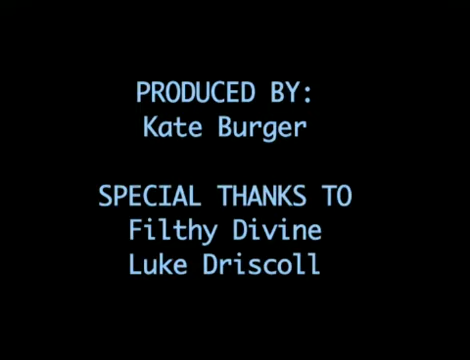 PRODUCED BY:
Kate Burger
SPECIAL THANKS TO
Filthy Divine
Luke Driscoll